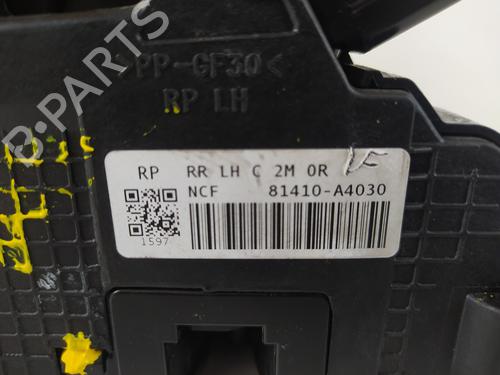 >PP-GF30<
RP LH
B-PARTS
RP RR LH C 2M 0R
NCF 81410-A4030
1597